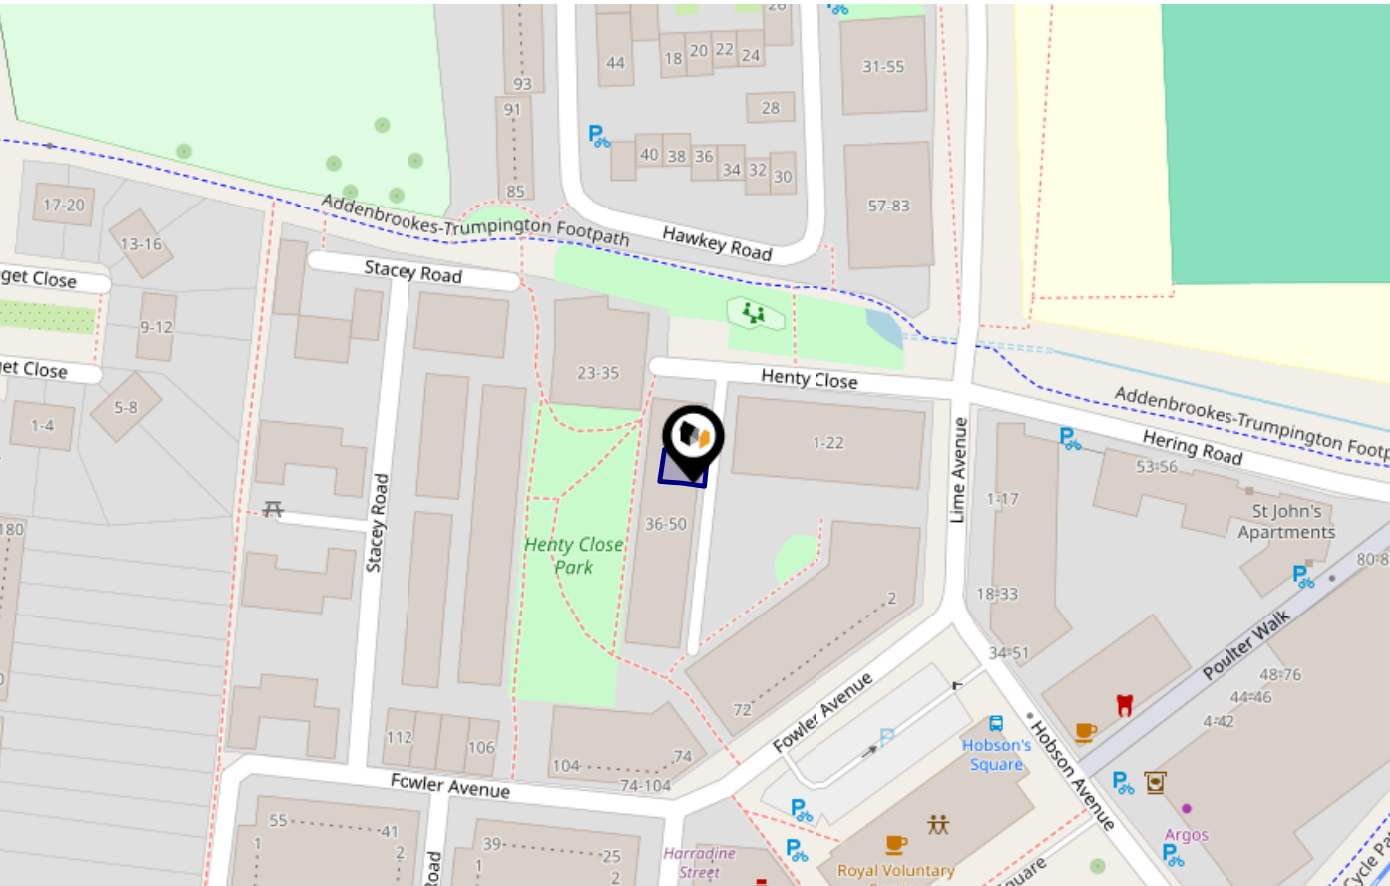 26
44
18
20
22
24
31-55
93
91
28
40
38
36
34
32
30
85
17-20
57-83
Addenbrookes-Trumpington Footpath
13-16
Hawkey Road
Stacey Road
get Close
9-12
get Close
23-35
Henty Close
5-8
1-4
Addenbrookes-Trumpington Footp
1-22
Lime Avenue
Hering Road
53-56
1-17
St John's
Apartments
Stacey Road
36-50
180
Henty Close
Park
80-8
2
18-33
Poulter Walk
34-51
48-76
44-46
4-42
72
Fowler Avenue
P
112
106
Hobson's
Square
Hobson Avenue
104
74
74-104
Fowler Avenue
55
41
1
2
39
25
1
2
Road
Harradine
Street
Argos
Royal Voluntary
quare
Cycle Pa